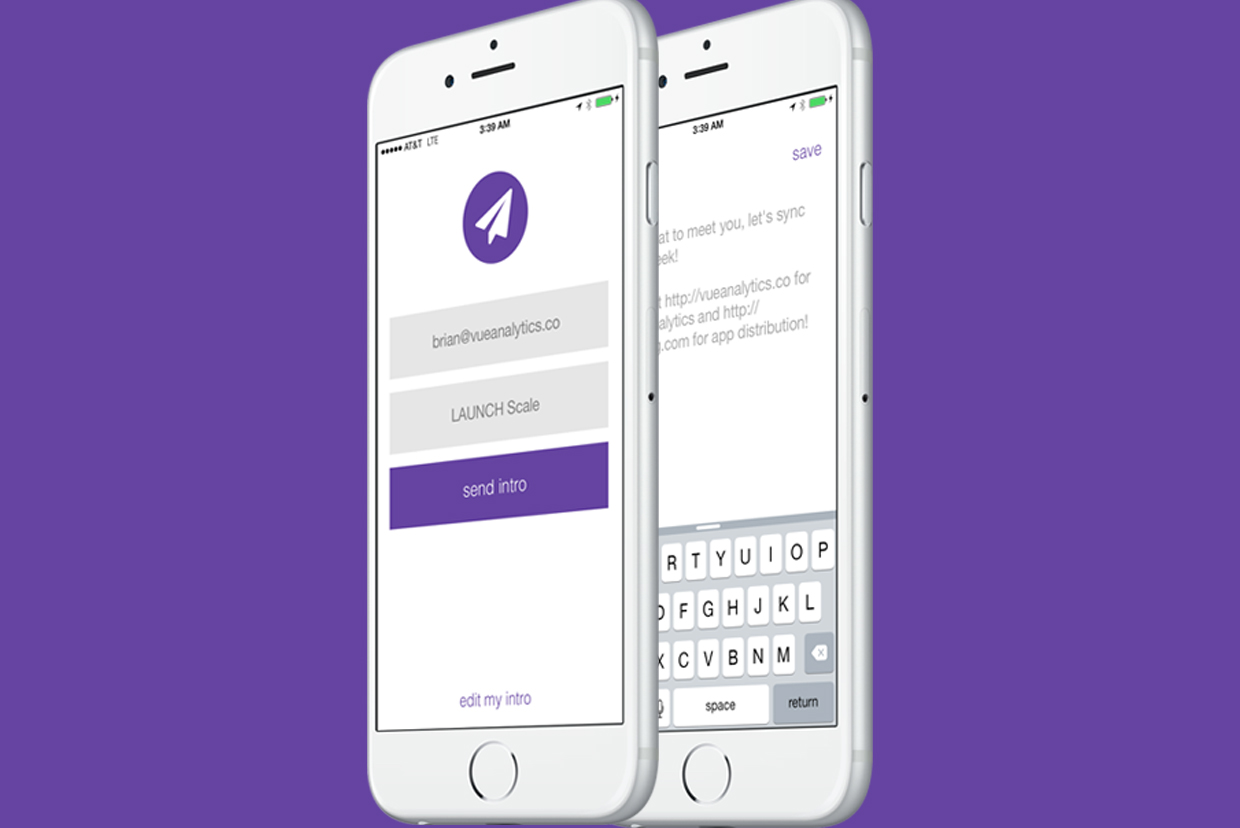 ●●●●● AT&T LTE
3:39 AM
brian@vueanalytics.co
LAUNCH Scale
send intro
edit my intro
3:39 AM
save
at to meet you, let's sync
eek!
t http://vueanalytics.co for
alytics and http://
.com for app distribution!
R T Y U I O P
D F G H J K L
X C V B N M
space
return